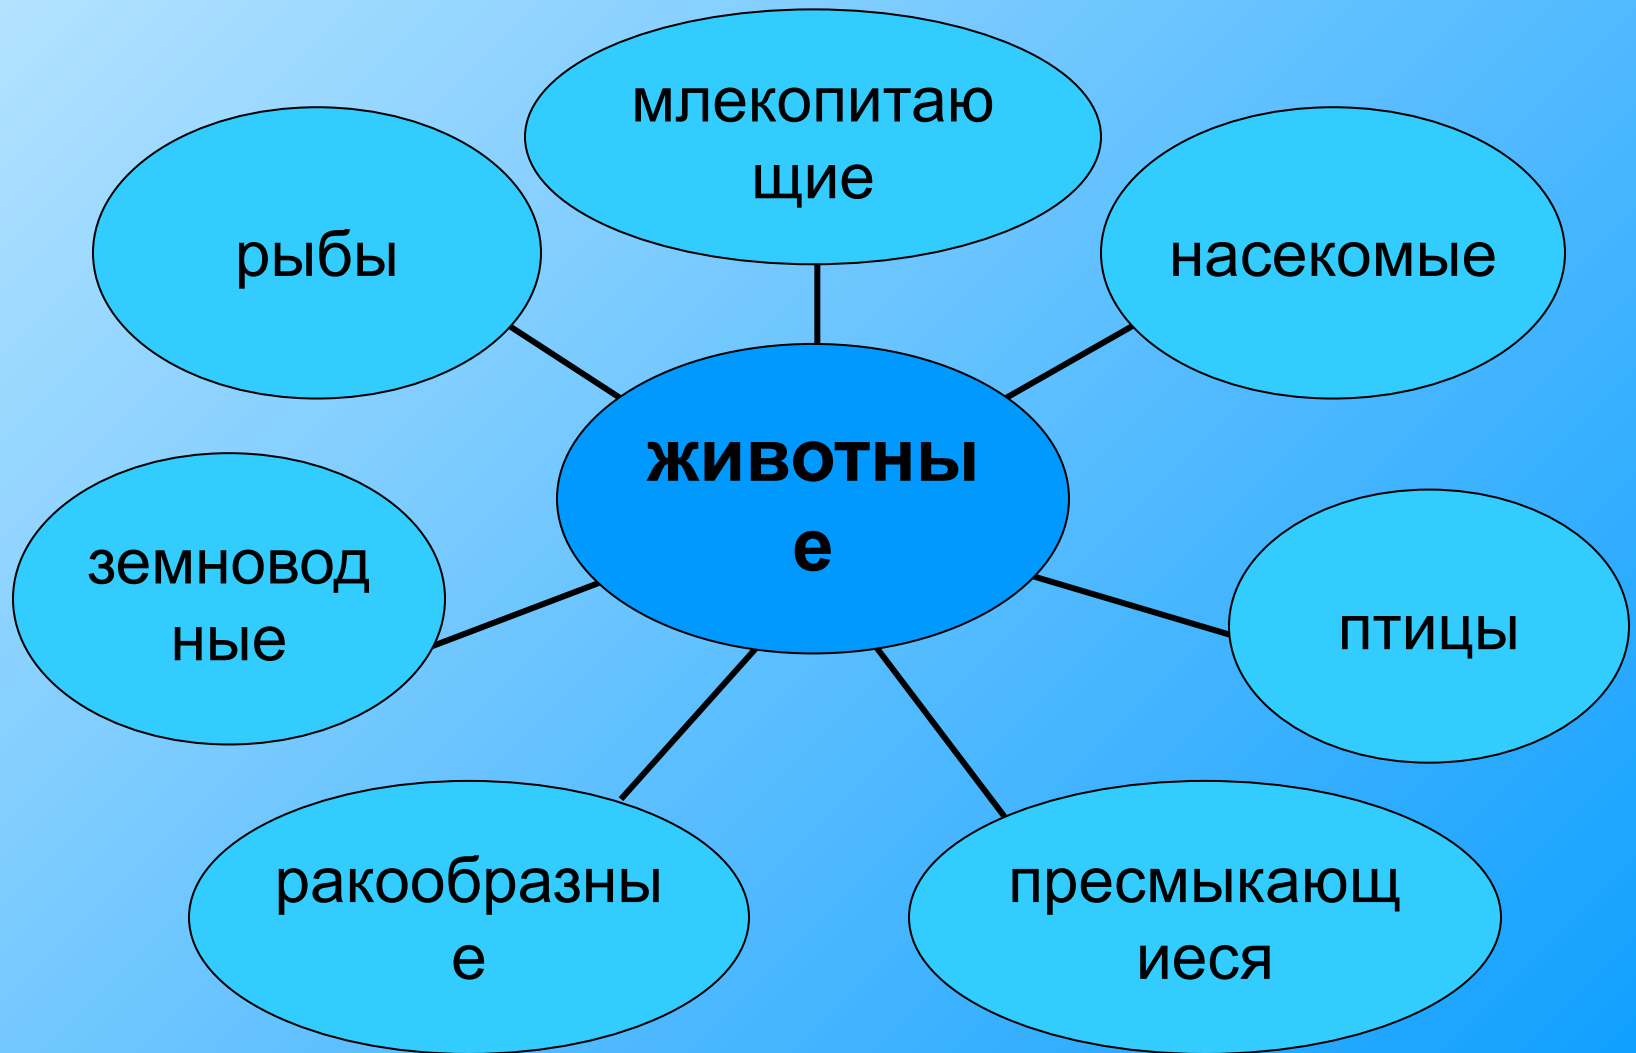 млекопитаю
щие
рыбы
насекомые
животны
е
земновод
ные
птицы
ракообразны
е
пресмыкающ
иеся